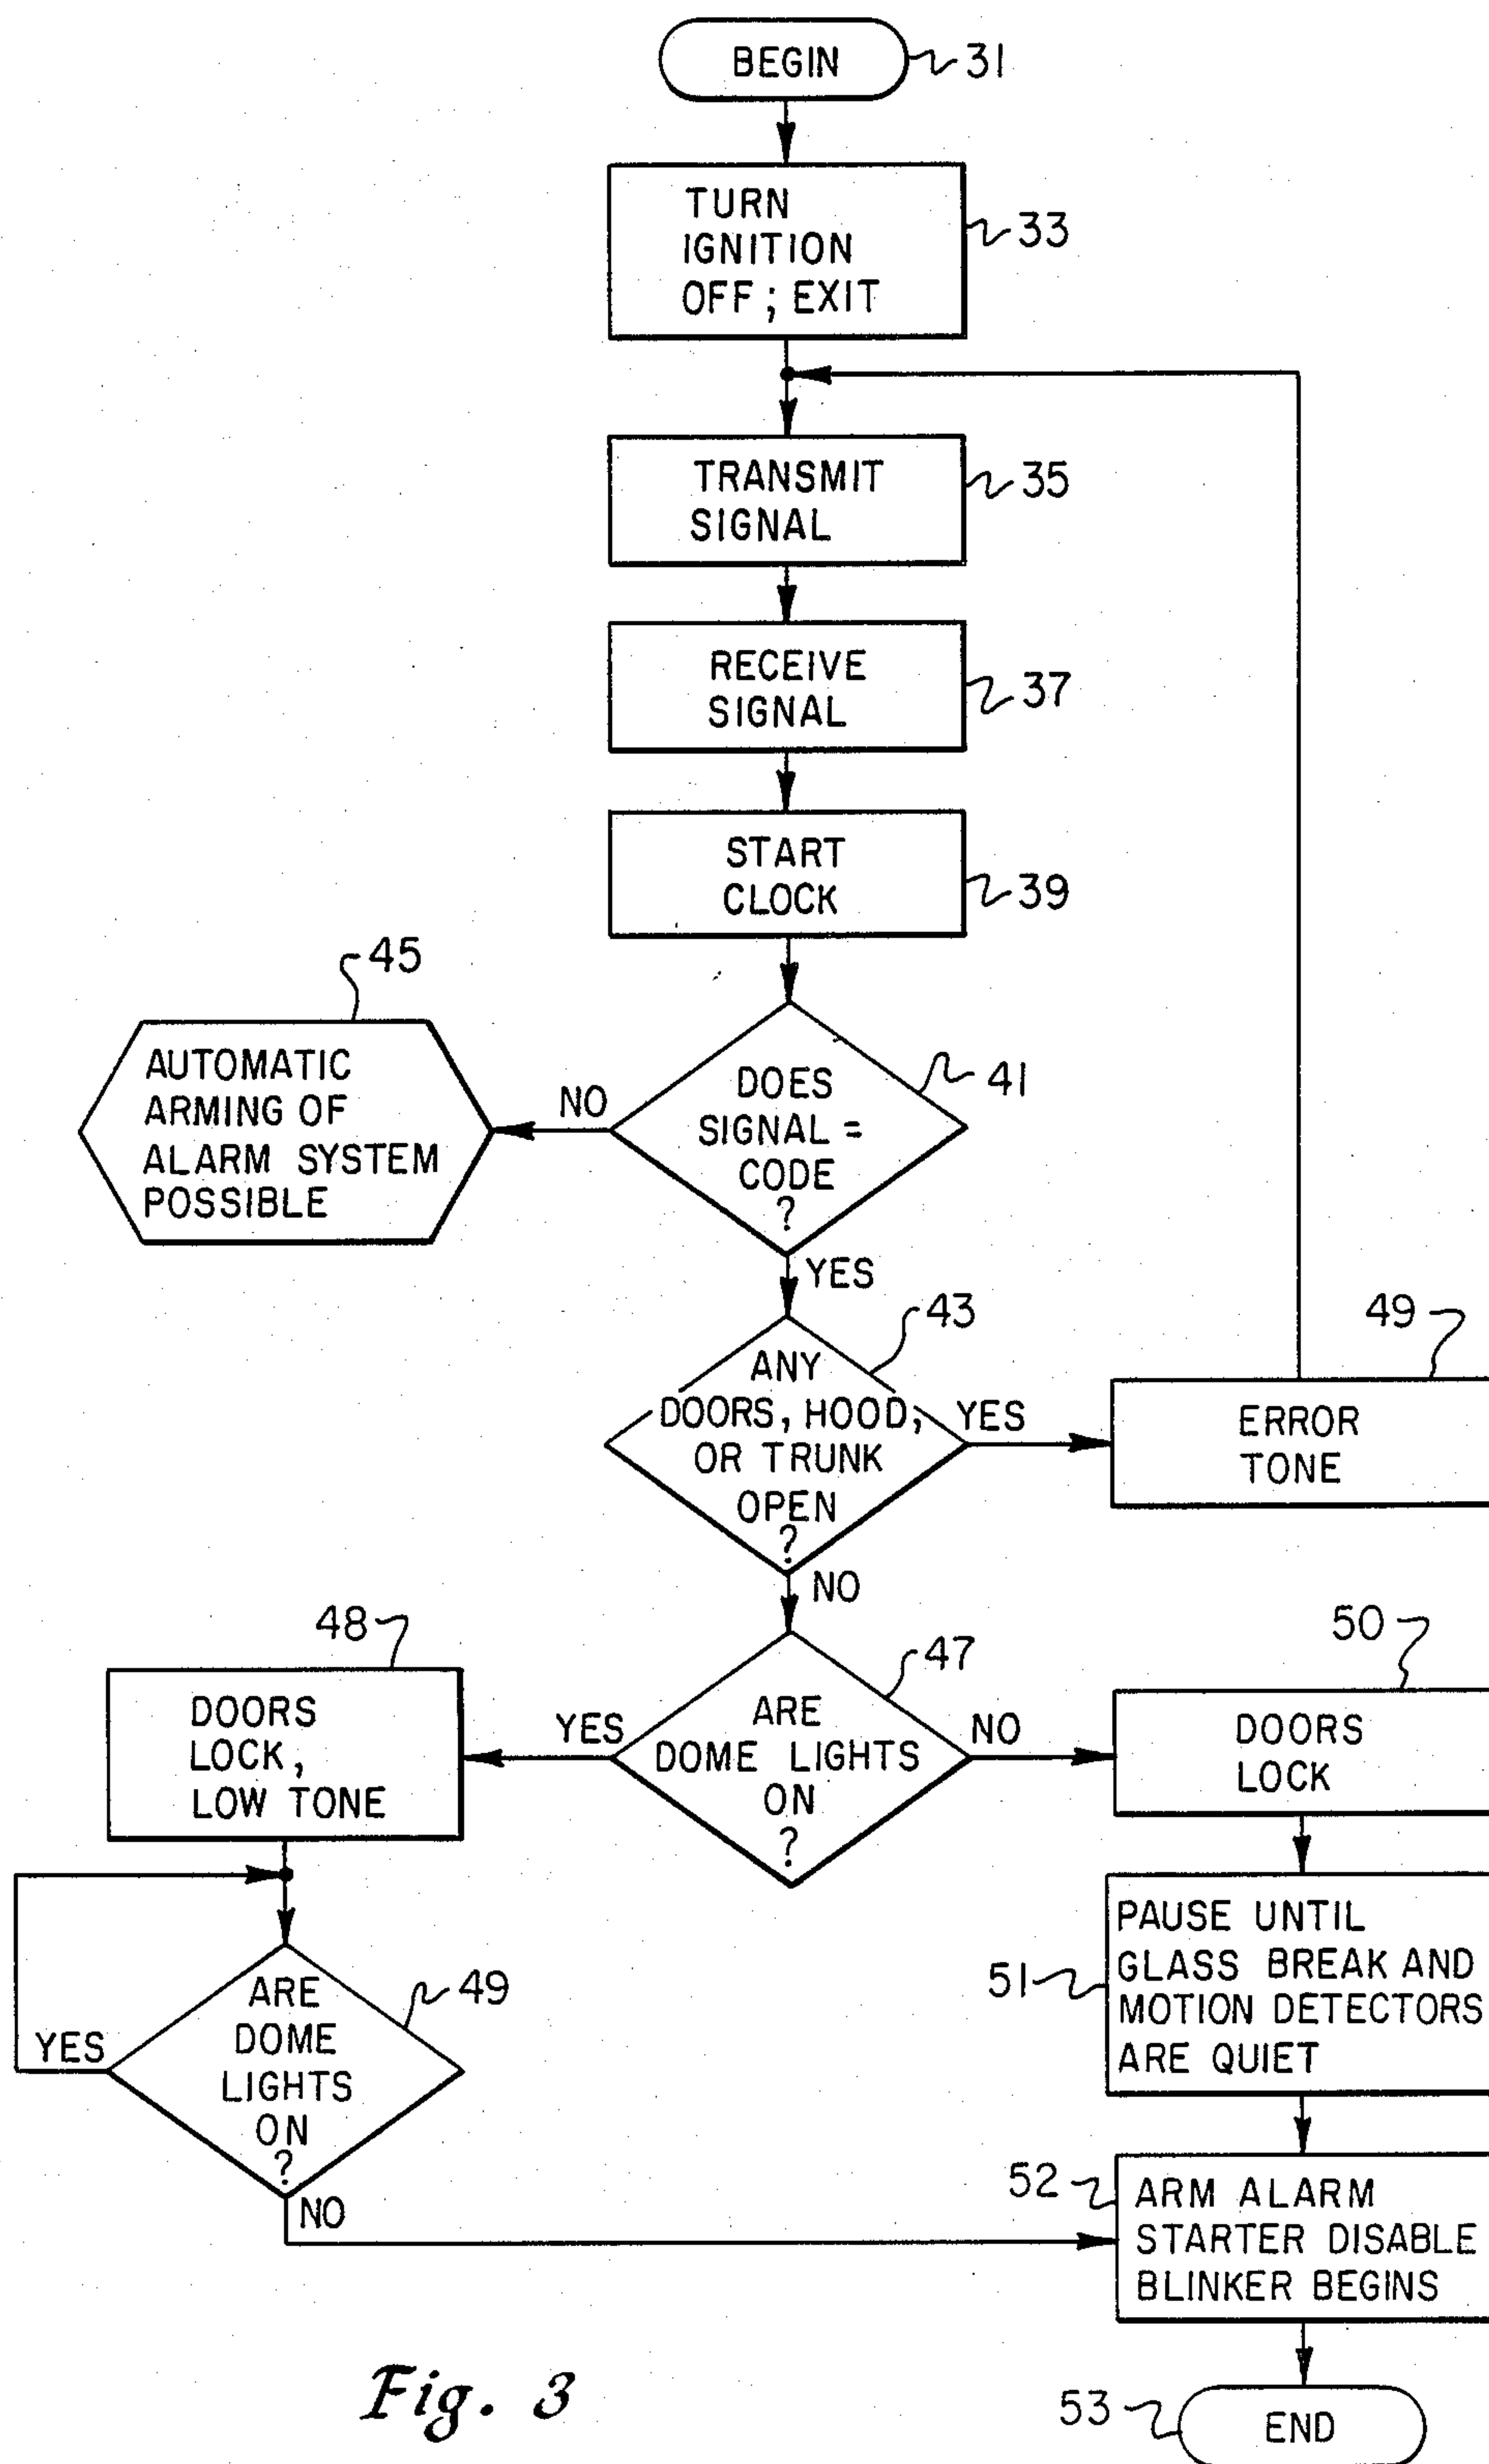 BEGIN
31
TURN
IGNITION
OFF ; EXIT
33
TRANSMIT
SIGNAL
35
RECEIVE
SIGNAL
37
START
CLOCK
39
45
AUTOMATIC
ARMING OF
ALARM SYSTEM
POSSIBLE
NO
DOES
SIGNAL =
CODE
?
41
YES
43
ANY
DOORS, HOOD,
OR TRUNK
OPEN
?
YES
49
ERROR
TONE
NO
48
DOORS
LOCK,
LOW TONE
YES
47
ARE
DOME LIGHTS
ON
?
NO
50
DOORS
LOCK
49
ARE
DOME
LIGHTS
ON
?
YES
NO
51
PAUSE UNTIL
GLASS BREAK AND
MOTION DETECTORS
ARE QUIET
52
ARM ALARM
STARTER DISABLE
BLINKER BEGINS
53
END
Fig. 3